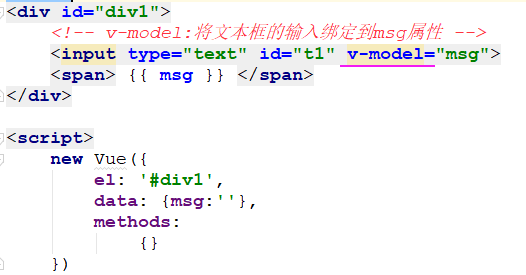 <div id="div1">
<!-- v-model:将文本框的输入绑定到msg属性 -->
<input type="text" id="t1" v-model="msg">
<span> {{ msg }} </span>
</div>
<script>
new Vue({
el: '#div1',
data: {msg:''},
methods:
{}
})